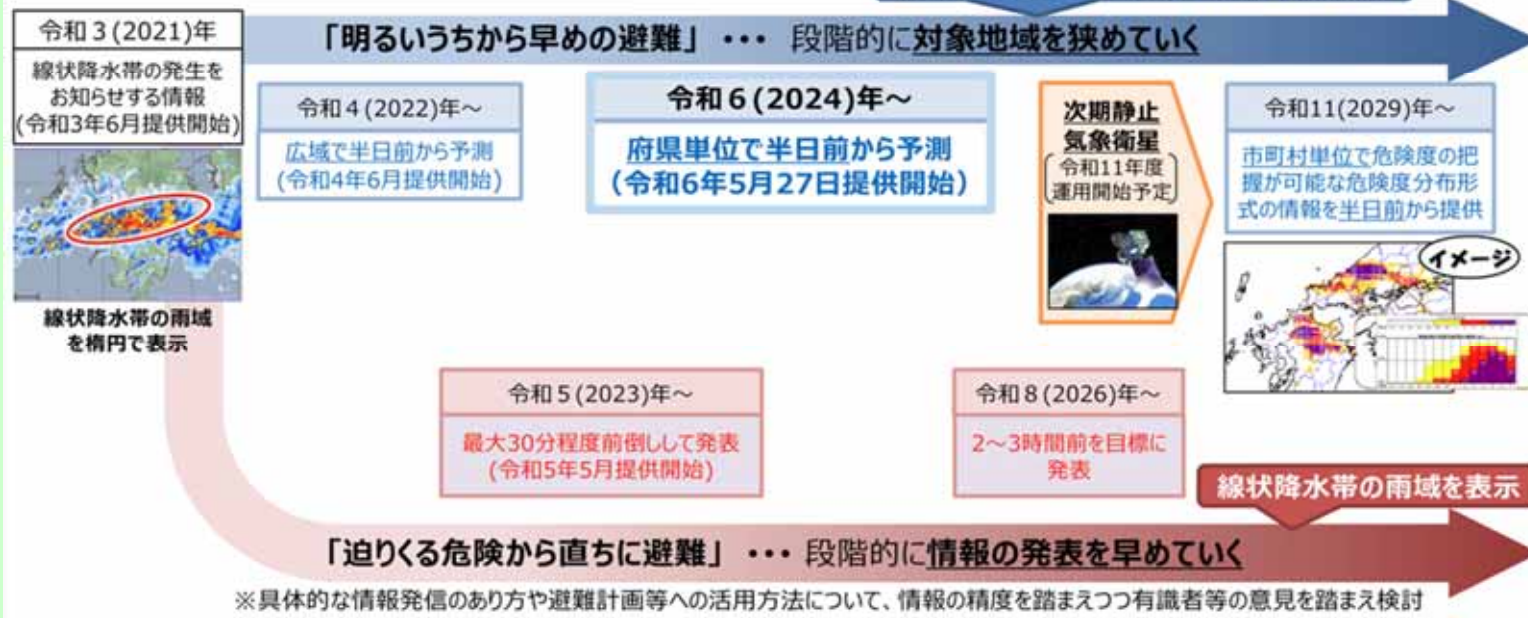 「明るいうちから早めの避難」 ・・・ 段階的に対象地域を狭めていく
令和3(2021)年
線状降水帯の発生を
お知らせする情報
(令和3年6月提供開始)
線状降水帯の雨域
を楕円で表示
令和4(2022)年～
広域で半日前から予測
(令和4年6月提供開始)
令和6(2024)年～
府県単位で半日前から予測
(令和6年5月27日提供開始)
次期静止
気象衛星
(令和11年度
運用開始予定)
令和11(2029)年～
市町村単位で危険度の把
握が可能な危険度分布形
式の情報を半日前から提供
イメージ
令和5(2023)年～
最大30分程度前倒しして発表
(令和5年5月提供開始)
令和8(2026)年～
2～3時間前を目標に
発表
線状降水帯の雨域を表示
「迫りくる危険から直ちに避難」 ・・・ 段階的に情報の発表を早めていく
※具体的な情報発信のあり方や避難計画等への活用方法について、情報の精度を踏まえつつ有識者等の意見を踏まえ検討